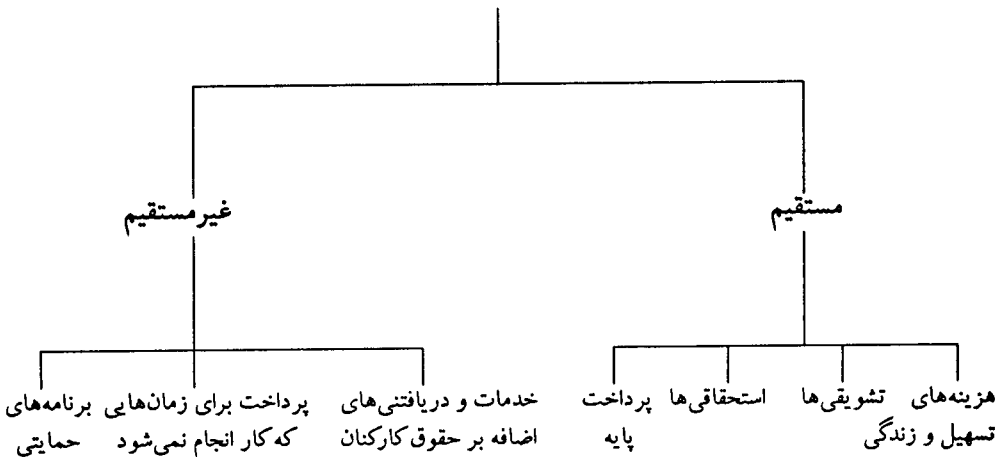 مستقیم
غیرمستقیم
هزینه‌های
تسهیل و زندگی
تشویقی‌ها
استحقاقی‌ها
پرداخت
پایه
خدمات و دریافتنی‌های
اضافه بر حقوق کارکنان
پرداخت برای زمان‌هایی
که کار انجام نمی‌شود
برنامه‌های
حمایتی